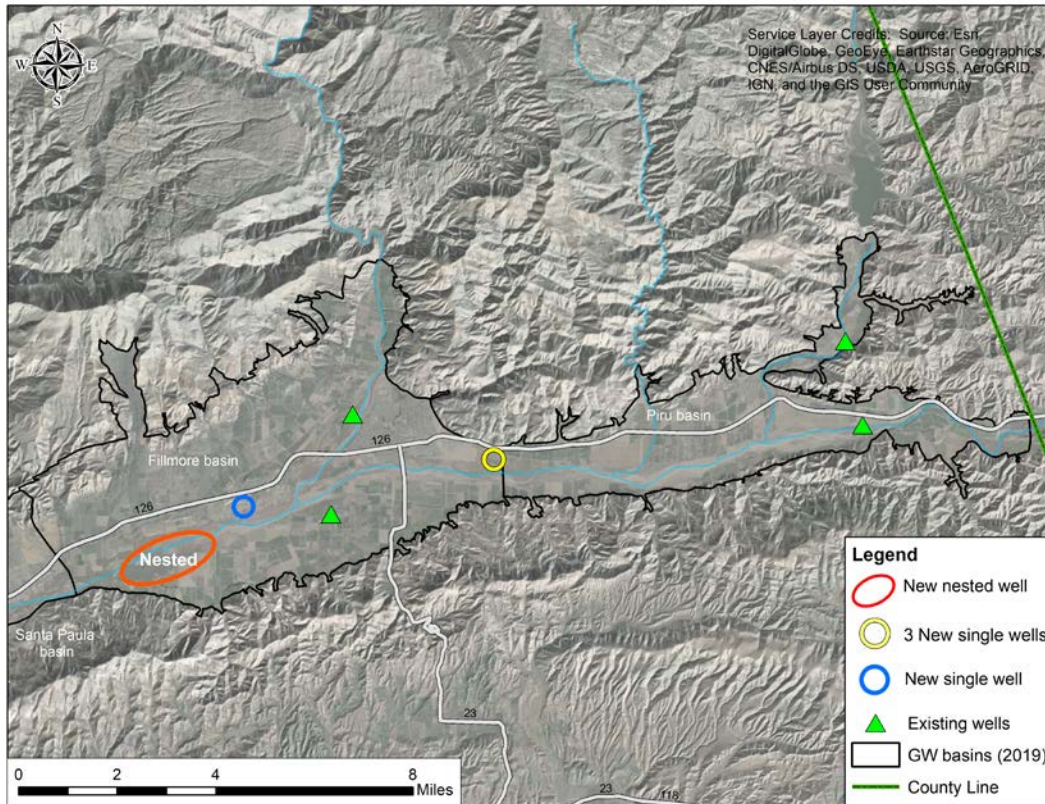 N
W E
S
Service Layer Credits: Source: Esri,
DigitalGlobe, GeoEye, Earthstar Geographics,
CNES/Airbus DS, USDA, USGS, AeroGRID,
IGN, and the GIS User Community
Piru basin
126
Fillmore basin
126
Nested
Santa Paula
basin
23
23
118
Legend
New nested well
3 New single wells
New single well
Existing wells
GW basins (2019)
County Line
0 2 4 8
Miles